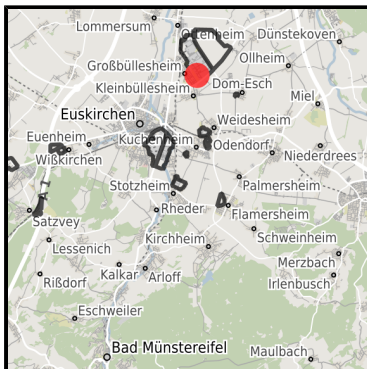 Lommersum
Ottenheim
Dünstekoven
Großbüllesheim
Ollheim
Kleinbüllesheim
Dom-Esch
Miel
Euskirchen
Weidesheim
Euenheim
Kuchenheim
Odendorf
Wißkirchen
Niederdrees
Stotzheim
Palmersheim
Rheder
Flamersheim
Satzvey
Kirchheim
Schweinheim
Lessenich
Merzbach
Kalkar
Arloff
Rißdorf
Irlenbusch
Eschweiler
Bad Münstereifel
Maulbach